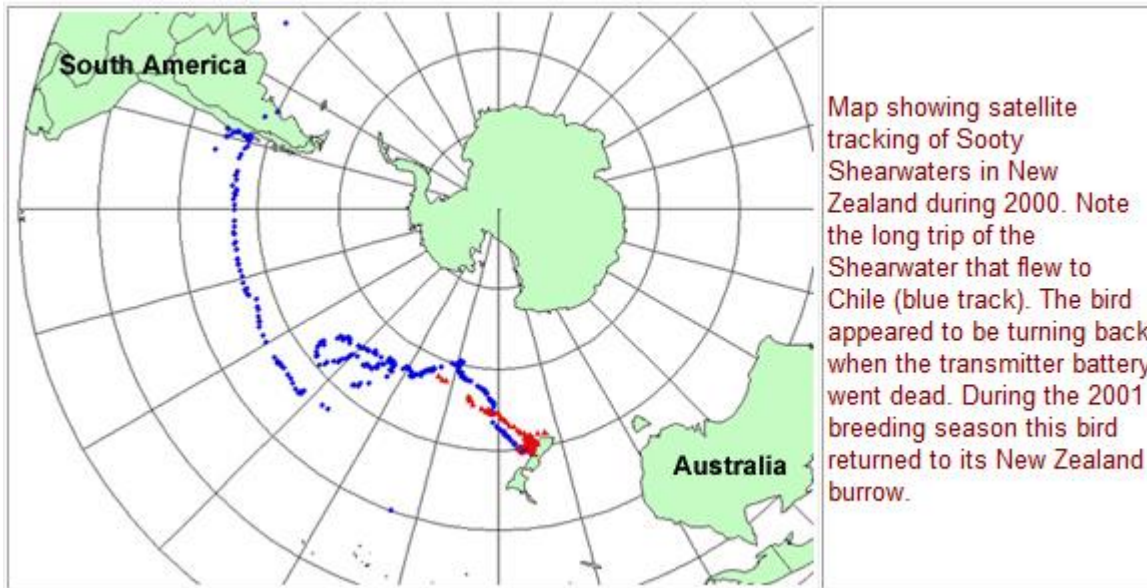 South America
Australia
Map showing satellite
tracking of Sooty
Shearwaters in New
Zealand during 2000. Note
the long trip of the
Shearwater that flew to
Chile (blue track). The bird
appeared to be turning back
when the transmitter battery
went dead. During the 2001
breeding season this bird
returned to its New Zealand
burrow.